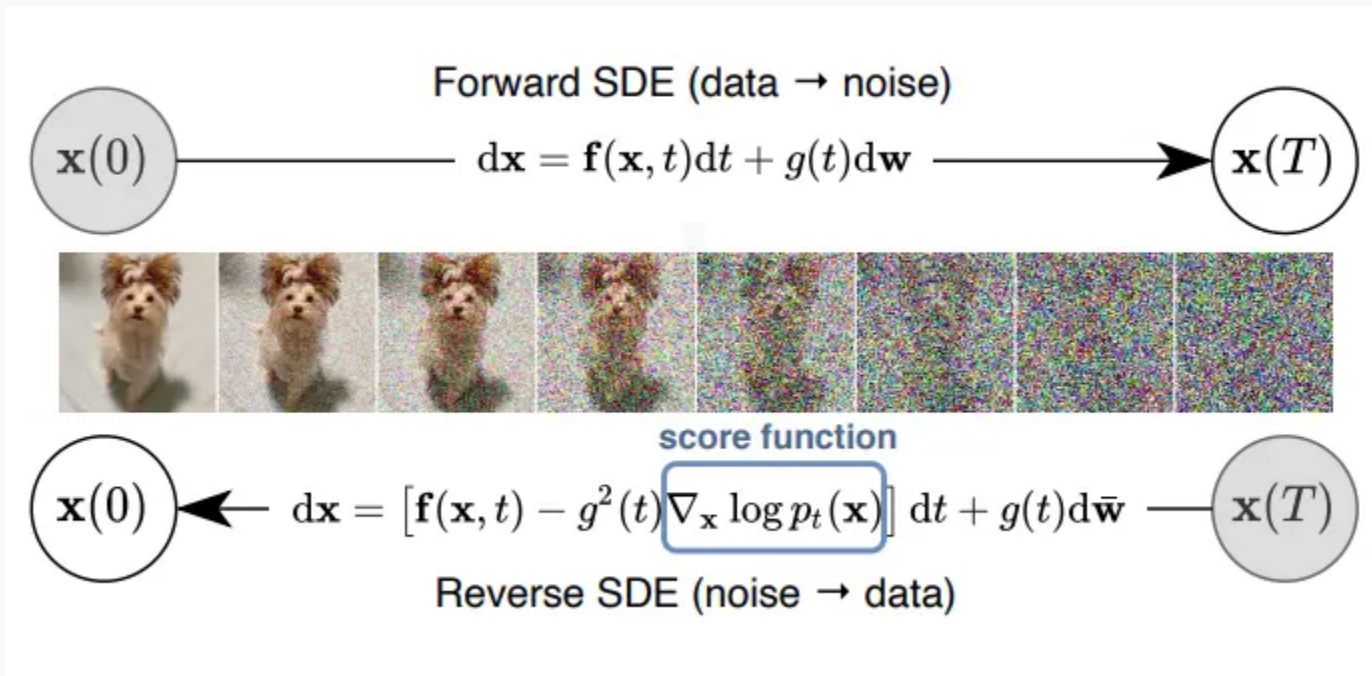 Forward SDE (data → noise)
x(0) dx = f(x, t)dt + g(t)dw x(T)
score function
x(0) dx = [f(x, t) − g²(t)∇ₓ log pₜ(x)] dt + g(t)dw̄ x(T)
Reverse SDE (noise → data)